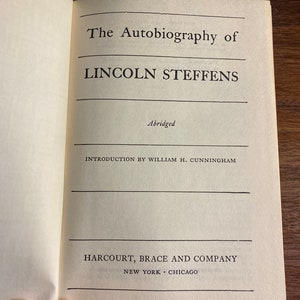 The Autobiography of
LINCOLN STEFFENS
Abridged
INTRODUCTION BY WILLIAM H. CUNNINGHAM
HARCOURT, BRACE AND COMPANY
NEW YORK · CHICAGO